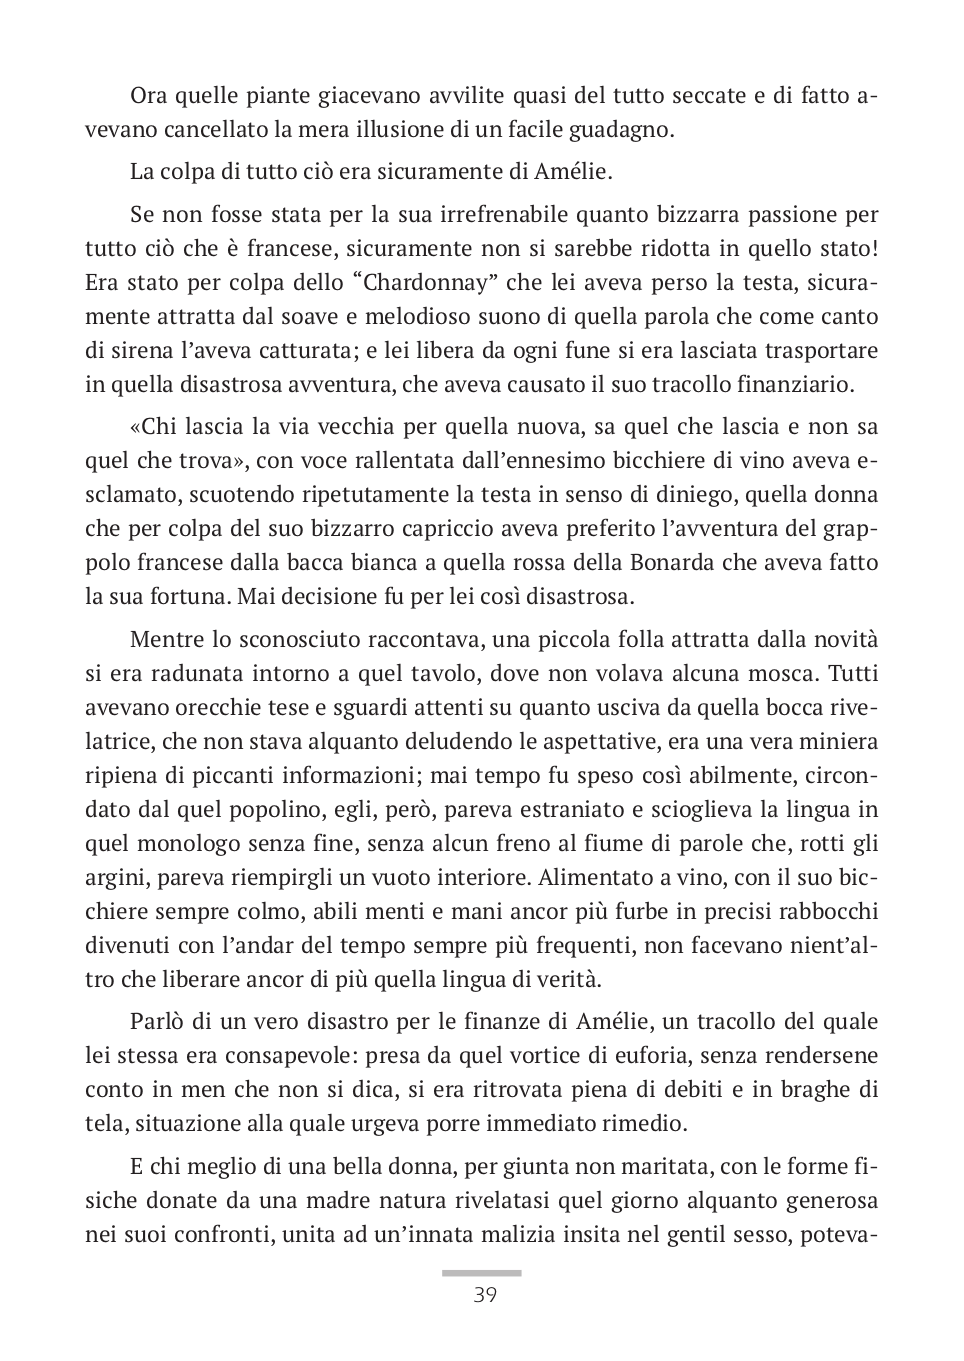 Ora quelle piante giacevano avvilite quasi del tutto seccate e di fatto a-
vevano cancellato la mera illusione di un facile guadagno.
La colpa di tutto ciò era sicuramente di Amélie.
Se non fosse stata per la sua irrefrenabile quanto bizzarra passione per
tutto ciò che è francese, sicuramente non si sarebbe ridotta in quello stato!
Era stato per colpa dello “Chardonnay” che lei aveva perso la testa, sicura-
mente attratta dal soave e melodioso suono di quella parola che come canto
di sirena l’aveva catturata; e lei libera da ogni fune si era lasciata trasportare
in quella disastrosa avventura, che aveva causato il suo tracollo finanziario.
«Chi lascia la via vecchia per quella nuova, sa quel che lascia e non sa
quel che trova», con voce rallentata dall’ennesimo bicchiere di vino aveva e-
sclamato, scuotendo ripetutamente la testa in senso di diniego, quella donna
che per colpa del suo bizzarro capriccio aveva preferito l’avventura del grap-
polo francese dalla bacca bianca a quella rossa della Bonarda che aveva fatto
la sua fortuna. Mai decisione fu per lei così disastrosa.
Mentre lo sconosciuto raccontava, una piccola folla attratta dalla novità
si era radunata intorno a quel tavolo, dove non volava alcuna mosca. Tutti
avevano orecchie tese e sguardi attenti su quanto usciva da quella bocca rive-
latrice, che non stava alquanto deludendo le aspettative, era una vera miniera
ripiena di piccanti informazioni; mai tempo fu speso così abilmente, circon-
dato dal quel popolino, egli, però, pareva estraniato e scioglieva la lingua in
quel monologo senza fine, senza alcun freno al fiume di parole che, rotti gli
argini, pareva riempirgli un vuoto interiore. Alimentato a vino, con il suo bic-
chiere sempre colmo, abili menti e mani ancor più furbe in precisi rabbocchi
divenuti con l’andar del tempo sempre più frequenti, non facevano nient’al-
tro che liberare ancor di più quella lingua di verità.
Parlò di un vero disastro per le finanze di Amélie, un tracollo del quale
lei stessa era consapevole: presa da quel vortice di euforia, senza rendersene
conto in men che non si dica, si era ritrovata piena di debiti e in braghe di
tela, situazione alla quale urgeva porre immediato rimedio.
E chi meglio di una bella donna, per giunta non maritata, con le forme fi-
siche donate da una madre natura rivelatasi quel giorno alquanto generosa
nei suoi confronti, unita ad un’innata malizia insita nel gentil sesso, poteva-
39